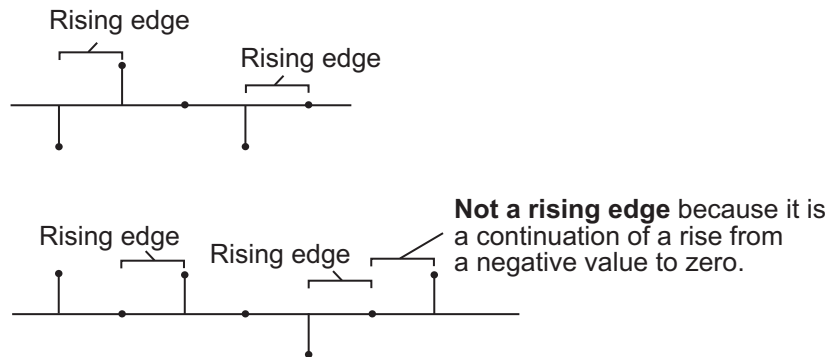 Rising edge
Rising edge
Not a rising edge because it is
a continuation of a rise from
a negative value to zero.
Rising edge
Rising edge